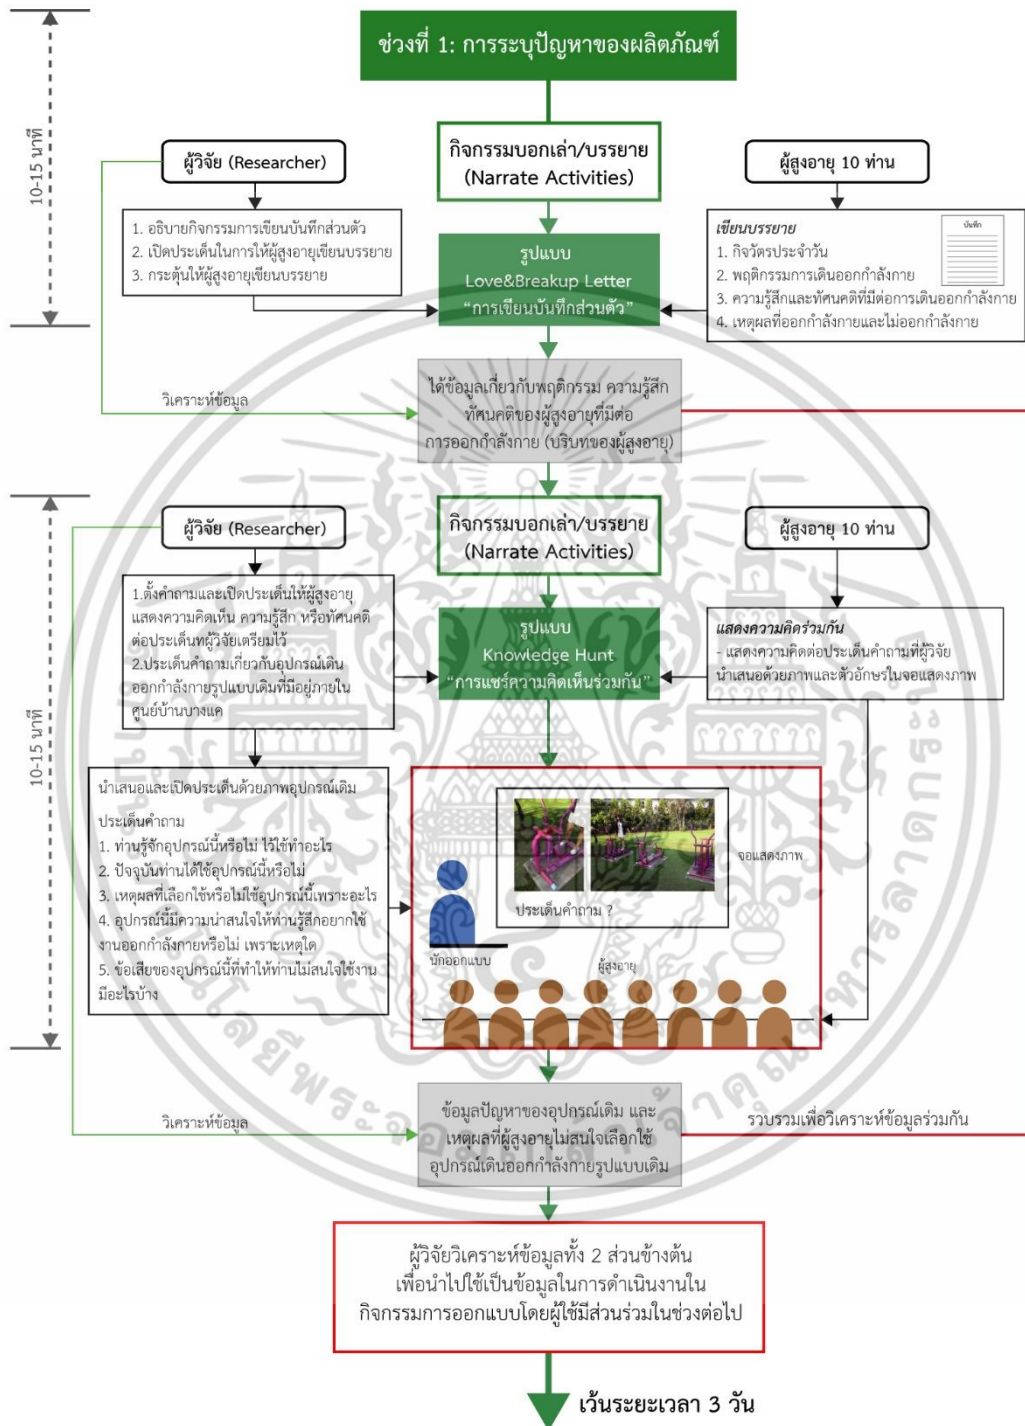 ช่วงที่ 1: การระบุปัญหาของผลิตภัณฑ์
10-15 นาที
ผู้วิจัย (Researcher)
กิจกรรมบอกเล่า/บรรยาย
(Narrate Activities)
ผู้สูงอายุ 10 ท่าน
1. อธิบายกิจกรรมการเขียนบันทึกส่วนตัว
2. เปิดประเด็นในการให้ผู้สูงอายุเขียนบรรยาย
3. กระตุ้นให้ผู้สูงอายุเขียนบรรยาย
รูปแบบ
Love&Breakup Letter
“การเขียนบันทึกส่วนตัว”
เขียนบรรยาย
บันทึก
1. กิจวัตรประจำวัน
2. พฤติกรรมการเดินออกกำลังกาย
3. ความรู้สึกและทัศนคติที่มีต่อการเดินออกกำลังกาย
4. เหตุผลที่ออกกำลังกายและไม่ออกกำลังกาย
วิเคราะห์ข้อมูล
ได้ข้อมูลเกี่ยวกับพฤติกรรม ความรู้สึก
ทัศนคติของผู้สูงอายุที่มีต่อ
การออกกำลังกาย (บริบทของผู้สูงอายุ)
10-15 นาที
ผู้วิจัย (Researcher)
กิจกรรมบอกเล่า/บรรยาย
(Narrate Activities)
ผู้สูงอายุ 10 ท่าน
1.ตั้งคำถามและเปิดประเด็นให้ผู้สูงอายุ
แสดงความคิดเห็น ความรู้สึก หรือทัศนคติ
ต่อประเด็นทผู้วิจัยเตรียมไว้
2.ประเด็นคำถามเกี่ยวกับอุปกรณ์เดิน
ออกกำลังกายรูปแบบเดิมที่มีอยู่ภายใน
ศูนย์บ้านบางแค
รูปแบบ
Knowledge Hunt
“การแชร์ความคิดเห็นร่วมกัน”
แสดงความคิดร่วมกัน
- แสดงความคิดต่อประเด็นคำถามที่ผู้วิจัย
นำเสนอด้วยภาพและตัวอักษรในจอแสดงภาพ
นำเสนอและเปิดประเด็นด้วยภาพอุปกรณ์เดิม
ประเด็นคำถาม
1. ท่านรู้จักอุปกรณ์นี้หรือไม่ ไว้ใช้ทำอะไร
2. ปัจจุบันท่านได้ใช้อุปกรณ์นี้หรือไม่
3. เหตุผลที่เลือกใช้หรือไม่ใช้อุปกรณ์นี้เพราะอะไร
4. อุปกรณ์นี้มีความน่าสนใจให้ท่านรู้สึกอยากใช้
งานออกกำลังกายหรือไม่ เพราะเหตุใด
5. ข้อเสียของอุปกรณ์นี้ที่ทำให้ท่านไม่สนใจใช้งาน
มีอะไรบ้าง
จอแสดงภาพ
ประเด็นคำถาม ?
นักออกแบบ
ผู้สูงอายุ
วิเคราะห์ข้อมูล
ข้อมูลปัญหาของอุปกรณ์เดิม และ
เหตุผลที่ผู้สูงอายุไม่สนใจเลือกใช้
อุปกรณ์เดินออกกำลังกายรูปแบบเดิม
รวบรวมเพื่อวิเคราะห์ข้อมูลร่วมกัน
ผู้วิจัยวิเคราะห์ข้อมูลทั้ง 2 ส่วนข้างต้น
เพื่อนำไปใช้เป็นข้อมูลในการดำเนินงานใน
กิจกรรมการออกแบบโดยผู้ใช้มีส่วนร่วมในช่วงต่อไป
เว้นระยะเวลา 3 วัน